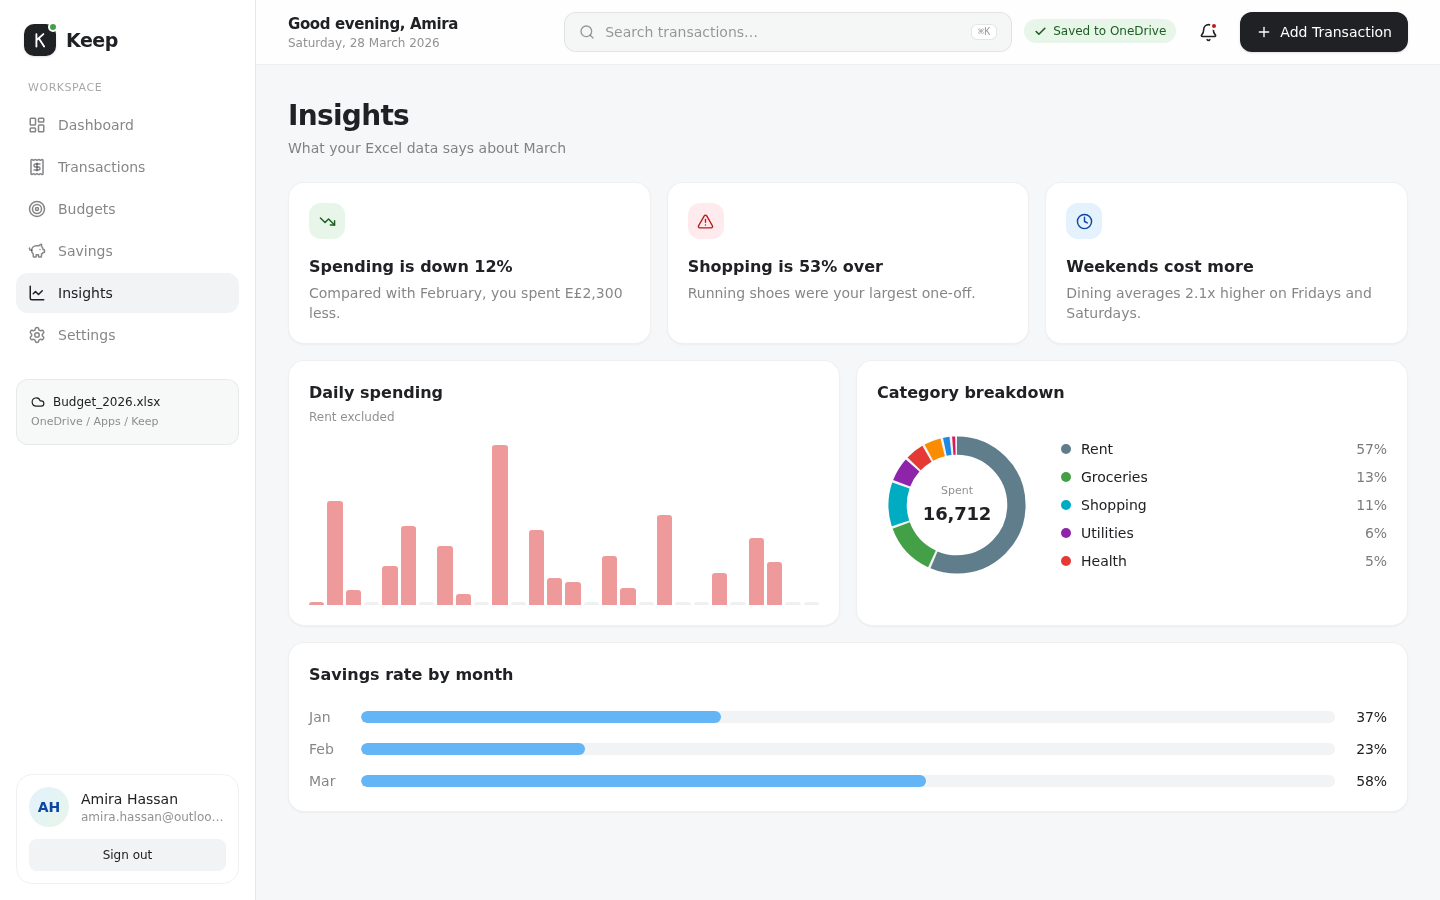 Keep
WORKSPACE
Dashboard
Transactions
Budgets
Savings
Insights
Settings
Budget_2026.xlsx
OneDrive / Apps / Keep
AH
Amira Hassan
amira.hassan@outloo...
Sign out
Good evening, Amira
Saturday, 28 March 2026
Search transactions...
⌘K
Saved to OneDrive
Add Transaction
Insights
What your Excel data says about March
Spending is down 12%
Compared with February, you spent E£2,300
less.
Shopping is 53% over
Running shoes were your largest one-off.
Weekends cost more
Dining averages 2.1x higher on Fridays and
Saturdays.
Daily spending
Rent excluded
Category breakdown
Spent
16,712
Rent 57%
Groceries 13%
Shopping 11%
Utilities 6%
Health 5%
Savings rate by month
Jan 37%
Feb 23%
Mar 58%